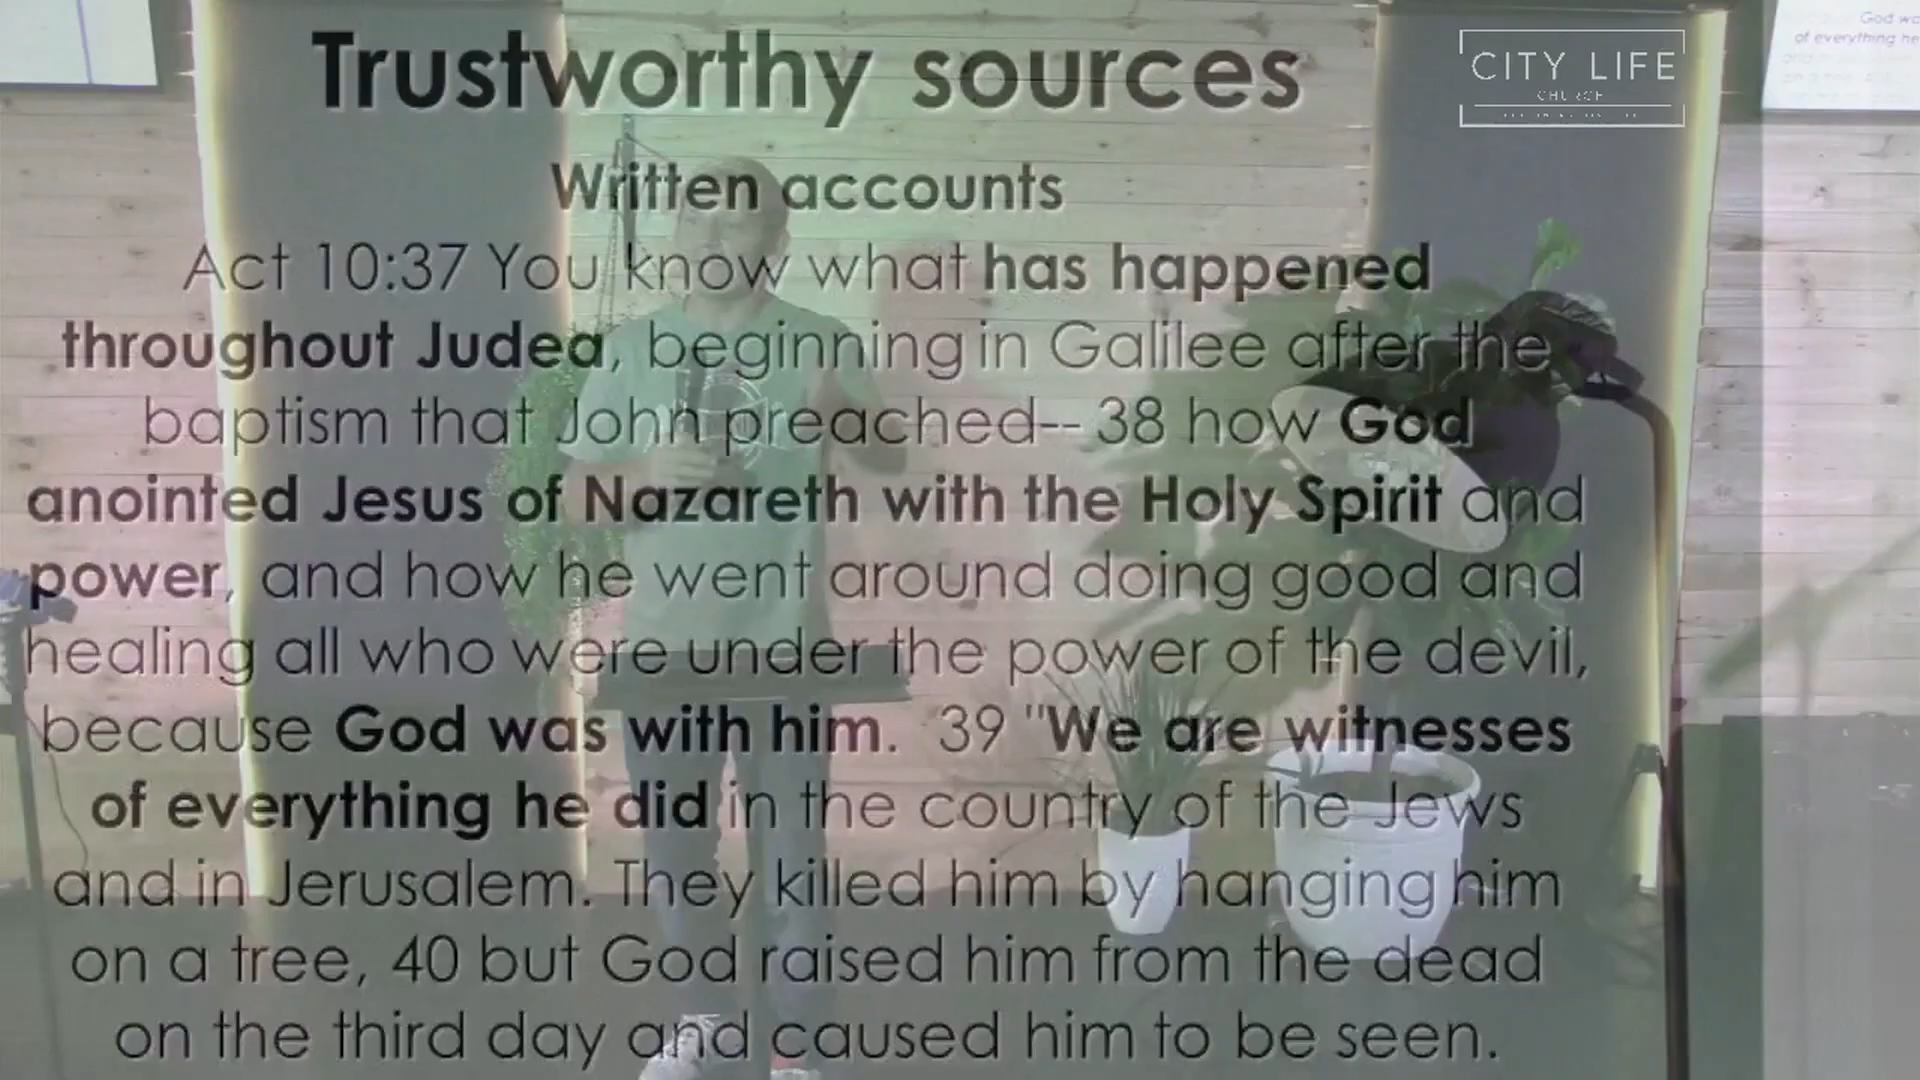 Trustworthy sources
CITY LIFE
CHURCH
Written accounts
Act 10:37 You know what has happened
throughout Judea, beginning in Galilee after the
baptism that John preached-- 38 how God
anointed Jesus of Nazareth with the Holy Spirit and
power, and how he went around doing good and
healing all who were under the power of the devil,
because God was with him. 39 "We are witnesses
of everything he did in the country of the Jews
and in Jerusalem. They killed him by hanging him
on a tree, 40 but God raised him from the dead
on the third day and caused him to be seen.
of everything he